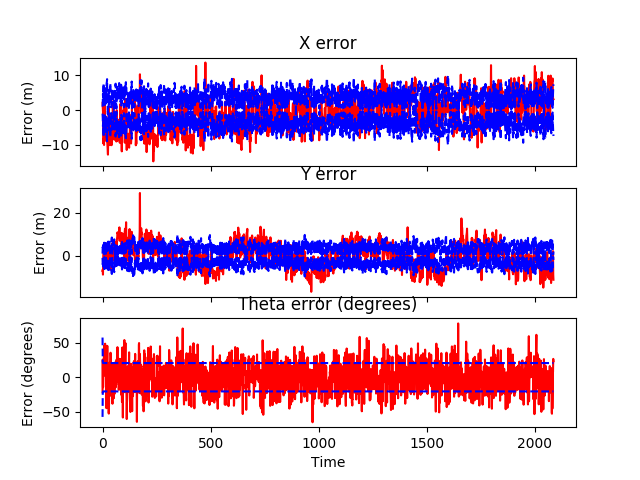 X error
10
0
−10
Error (m)
Y error
20
0
Error (m)
Theta error (degrees)
50
0
−50
Error (degrees)
0 500 1000 1500 2000
Time